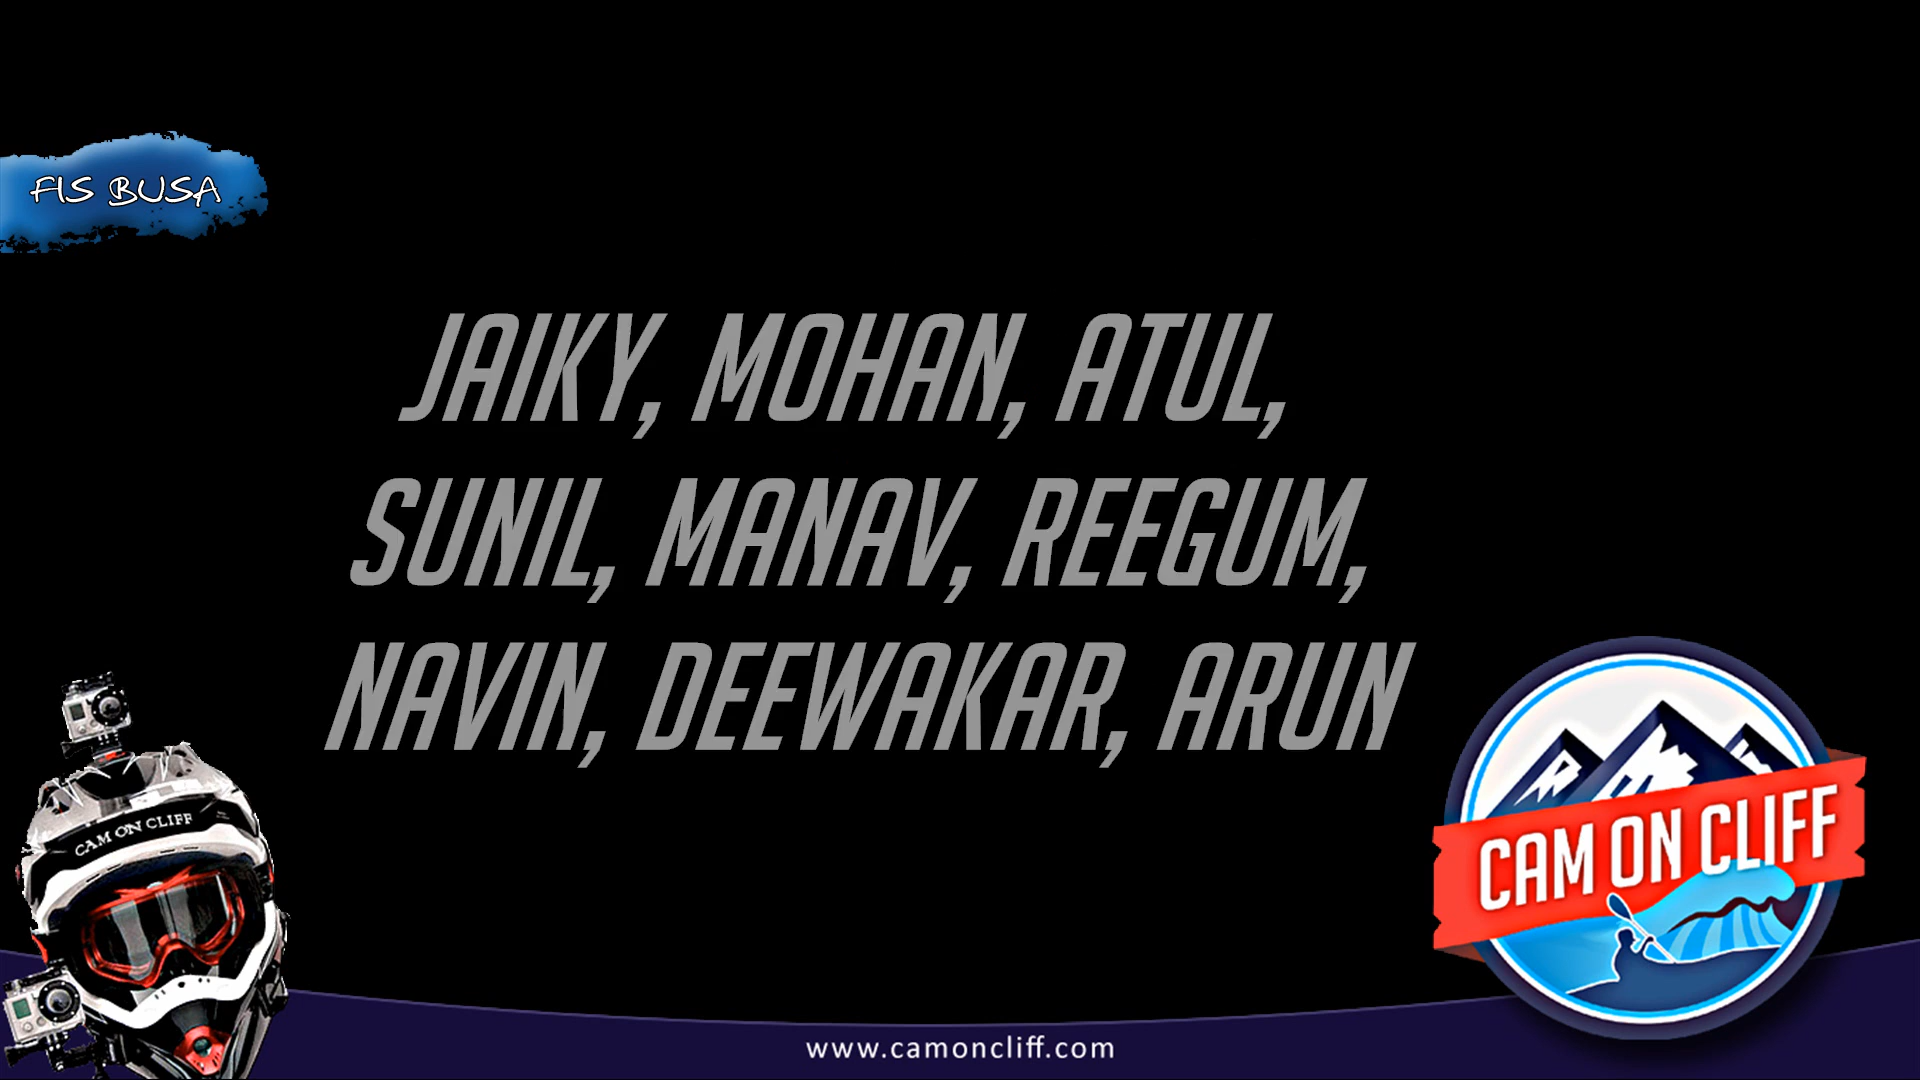 FIS BUSA
JAIKY, MOHAN, ATUL,
SUNIL, MANAV, REEGUM,
NAVIN, DEEWAKAR, ARUN
CAM ON CLIFF
CAM ON CLIFF
www.camoncliff.com